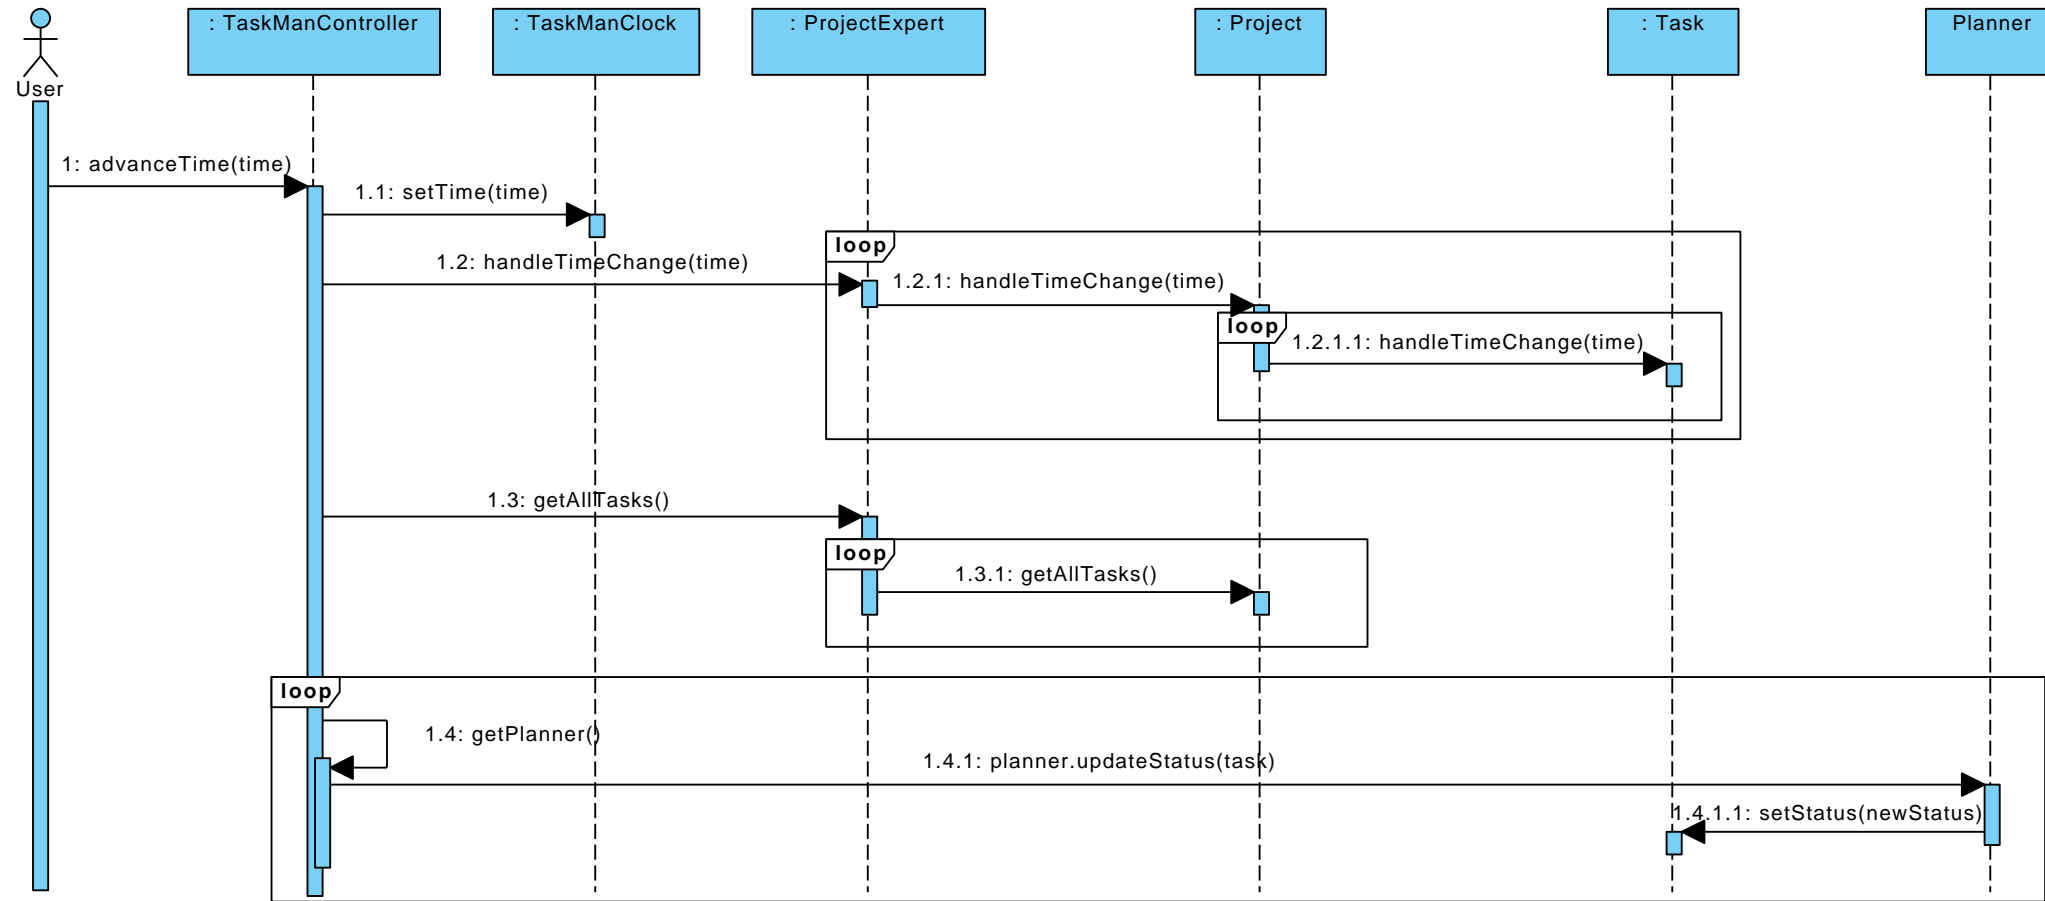 : TaskManController
: TaskManClock
: ProjectExpert
: Project
: Task
Planner
User
1: advanceTime(time)
1.1: setTime(time)
loop
1.2: handleTimeChange(time)
1.2.1: handleTimeChange(time)
loop
1.2.1.1: handleTimeChange(time)
1.3: getAllTasks()
loop
1.3.1: getAllTasks()
loop
1.4: getPlanner()
1.4.1: planner.updateStatus(task)
1.4.1.1: setStatus(newStatus)